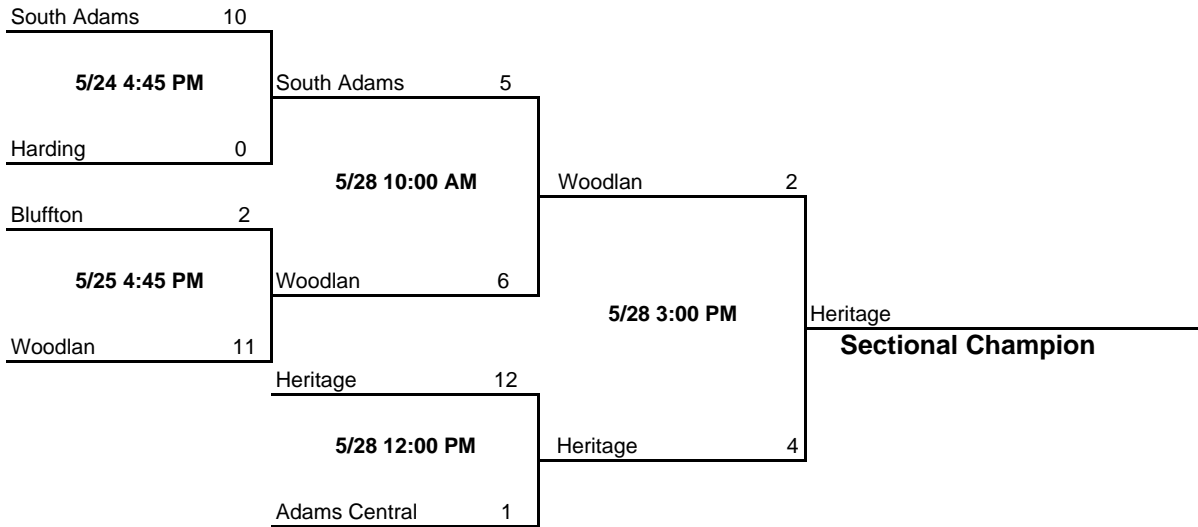 South Adams 10
5/24 4:45 PM
South Adams 5
Harding 0
5/28 10:00 AM
Woodlan 2
Bluffton 2
5/25 4:45 PM
Woodlan 6
5/28 3:00 PM
Heritage
Sectional Champion
Woodlan 11
Heritage 12
5/28 12:00 PM
Heritage 4
Adams Central 1